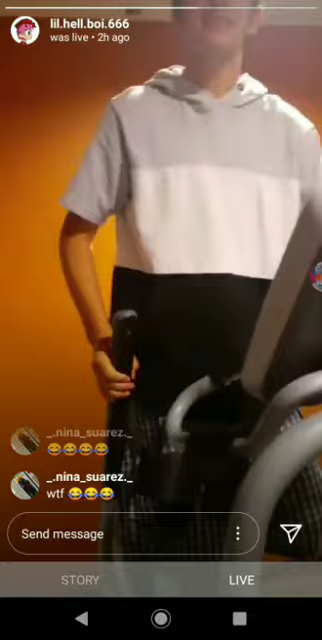 lil.hell.boi.666
was live • 2h ago
_.nina_suarez._
😂😂😂😂
_.nina_suarez._
wtf 😂😂😂
Send message
STORY
LIVE